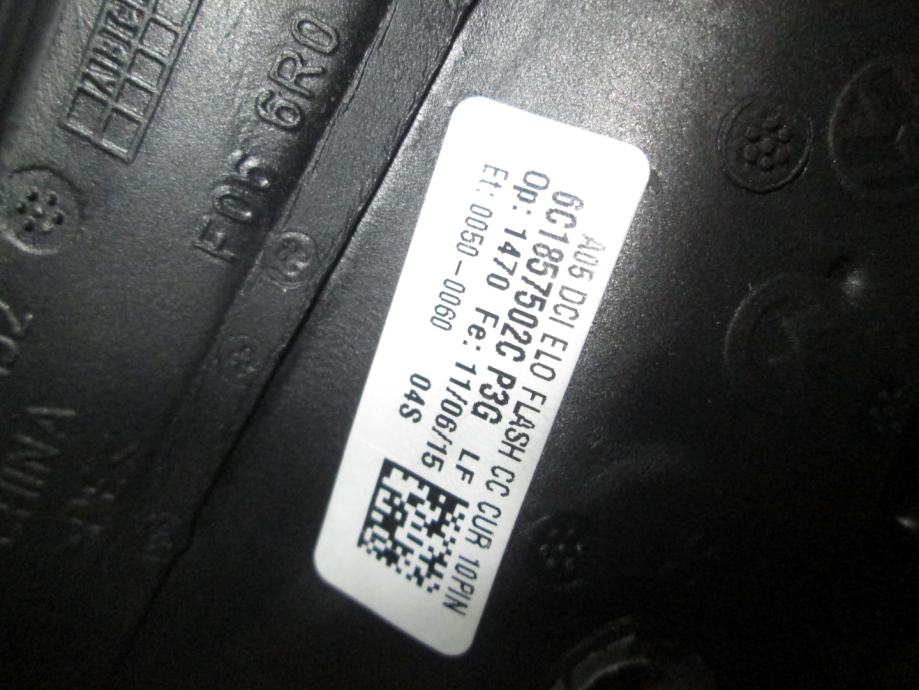 A05 DCI ELO FLASH CC CUR 10PIN
6C1857502C P3G LF
Op: 1470 Fe: 11/06/15
Et: 0050-0060 04S
F06 6R0